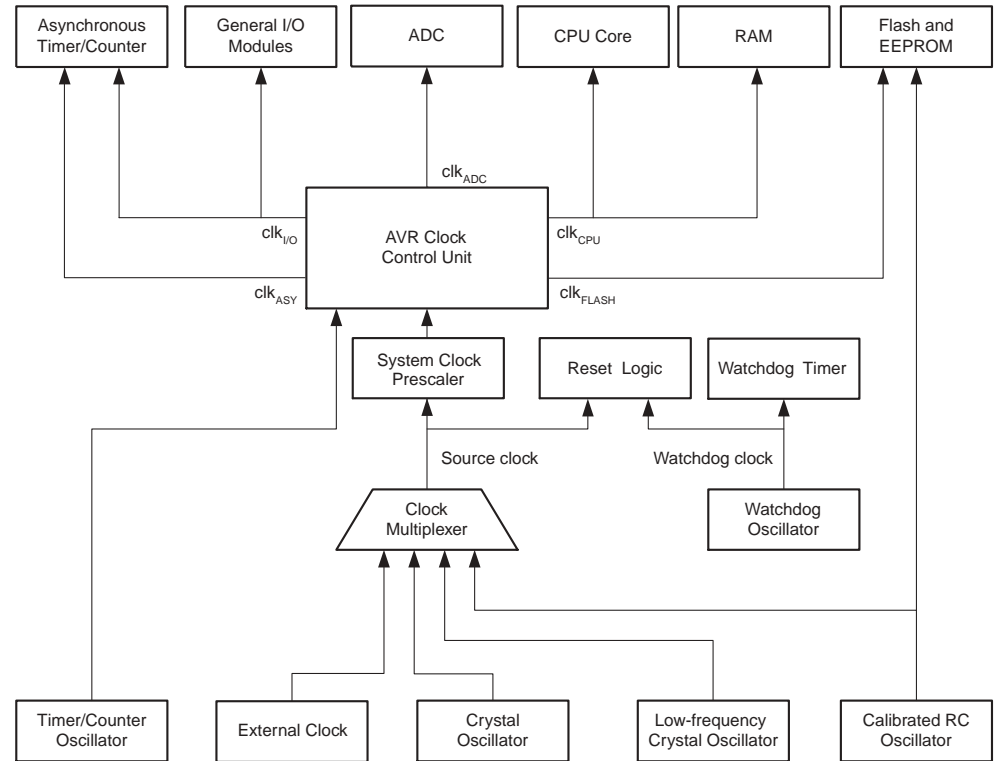 Asynchronous
Timer/Counter
General I/O
Modules
ADC
CPU Core
RAM
Flash and
EEPROM
clkADC
clkI/O
AVR Clock
Control Unit
clkCPU
clkASY
clkFLASH
System Clock
Prescaler
Reset Logic
Watchdog Timer
Source clock
Watchdog clock
Clock
Multiplexer
Watchdog
Oscillator
Timer/Counter
Oscillator
External Clock
Crystal
Oscillator
Low-frequency
Crystal Oscillator
Calibrated RC
Oscillator